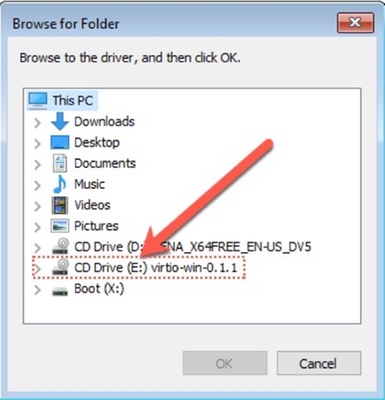 Browse for Folder
Browse to the driver, and then click OK.
This PC
Downloads
Desktop
Documents
Music
Videos
Pictures
CD Drive (D: ENA_X64FREE_EN-US_DV5
CD Drive (E:) virtio-win-0.1.1
Boot (X:)
OK
Cancel